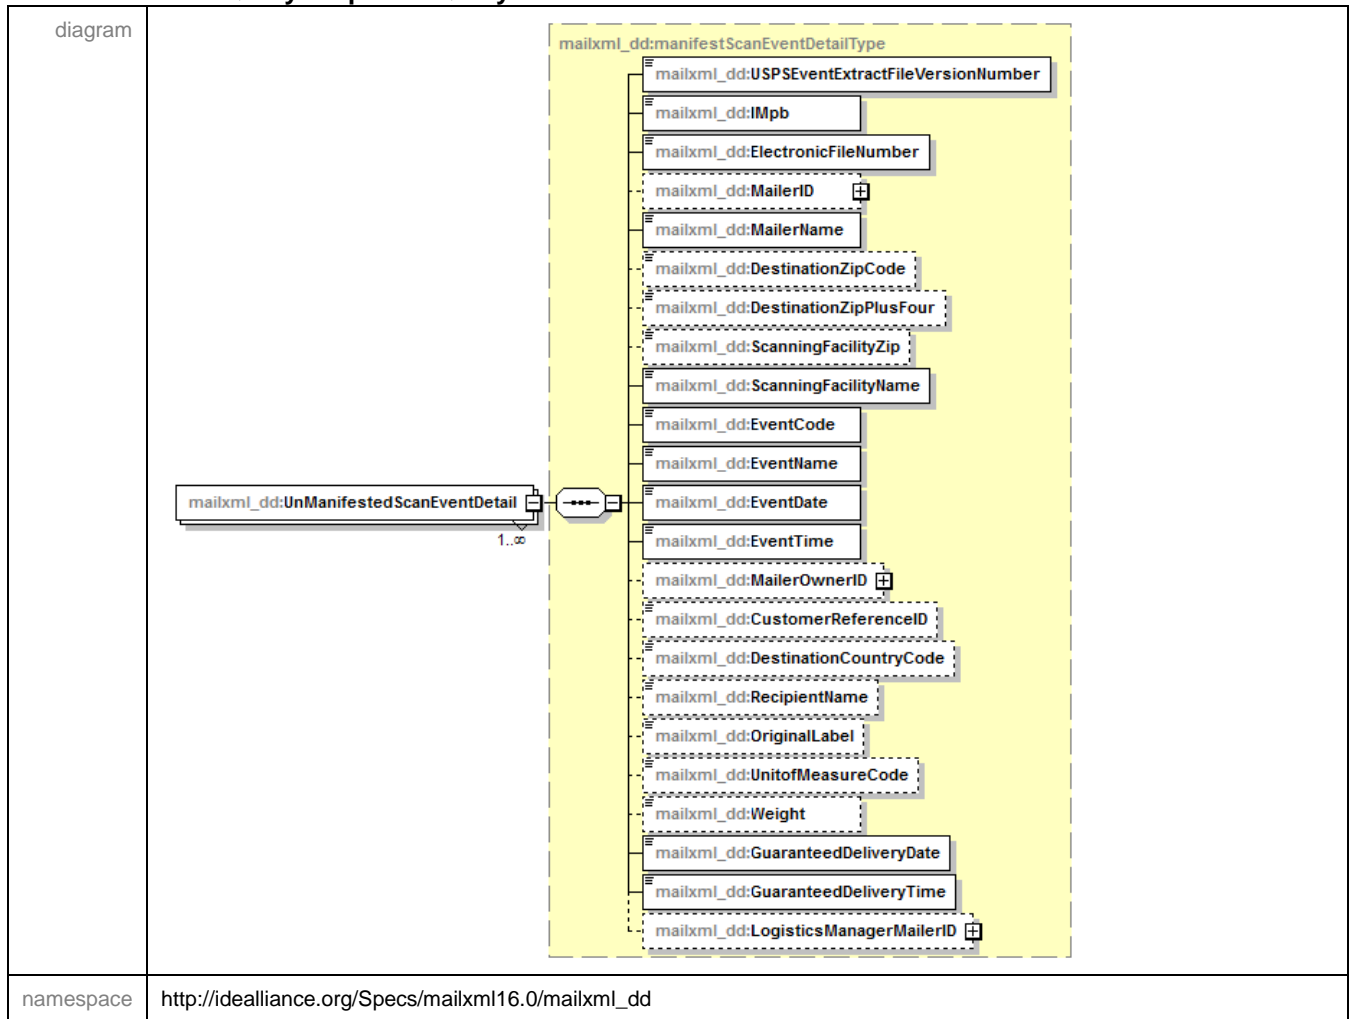 diagram
mailxml_dd:manifestScanEventDetailType
mailxml_dd:USPSEventExtractFileVersionNumber
mailxml_dd:IMpb
mailxml_dd:ElectronicFileNumber
mailxml_dd:MailerID
mailxml_dd:MailerName
mailxml_dd:DestinationZipCode
mailxml_dd:DestinationZipPlusFour
mailxml_dd:ScanningFacilityZip
mailxml_dd:ScanningFacilityName
mailxml_dd:EventCode
mailxml_dd:EventName
mailxml_dd:UnManifestedScanEventDetail
1..∞
mailxml_dd:EventDate
mailxml_dd:EventTime
mailxml_dd:MailerOwnerID
mailxml_dd:CustomerReferenceID
mailxml_dd:DestinationCountryCode
mailxml_dd:RecipientName
mailxml_dd:OriginalLabel
mailxml_dd:UnitofMeasureCode
mailxml_dd:Weight
mailxml_dd:GuaranteedDeliveryDate
mailxml_dd:GuaranteedDeliveryTime
mailxml_dd:LogisticsManagerMailerID
namespace http://idealliance.org/Specs/mailxml16.0/mailxml_dd